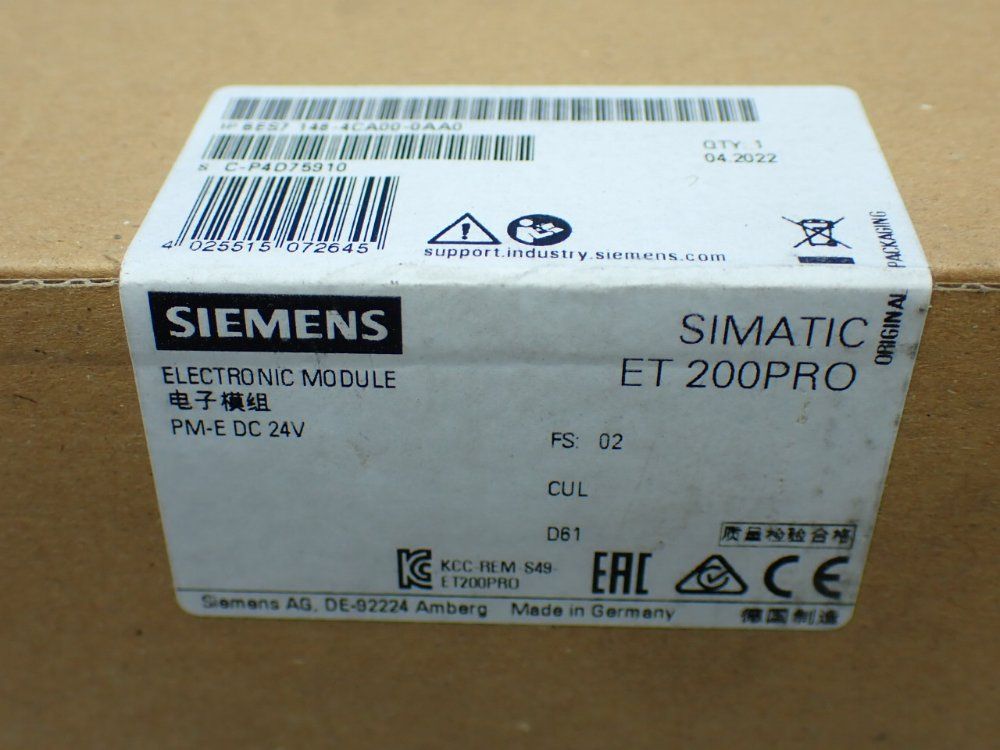 1P 6ES7 148-4CA00-0AA0
S C-P4D75910
QTY: 1
04.2022
4 025515 072645
support.industry.siemens.com
ORIGINAL PACKAGING
SIEMENS
SIMATIC
ET 200PRO
ELECTRONIC MODULE
电子模组
PM-E DC 24V
FS: 02
CUL
D61
质量检验合格
KCC-REM-S49-
ET200PRO
EAC
CE
Siemens AG, DE-92224 Amberg Made in Germany 德国制造